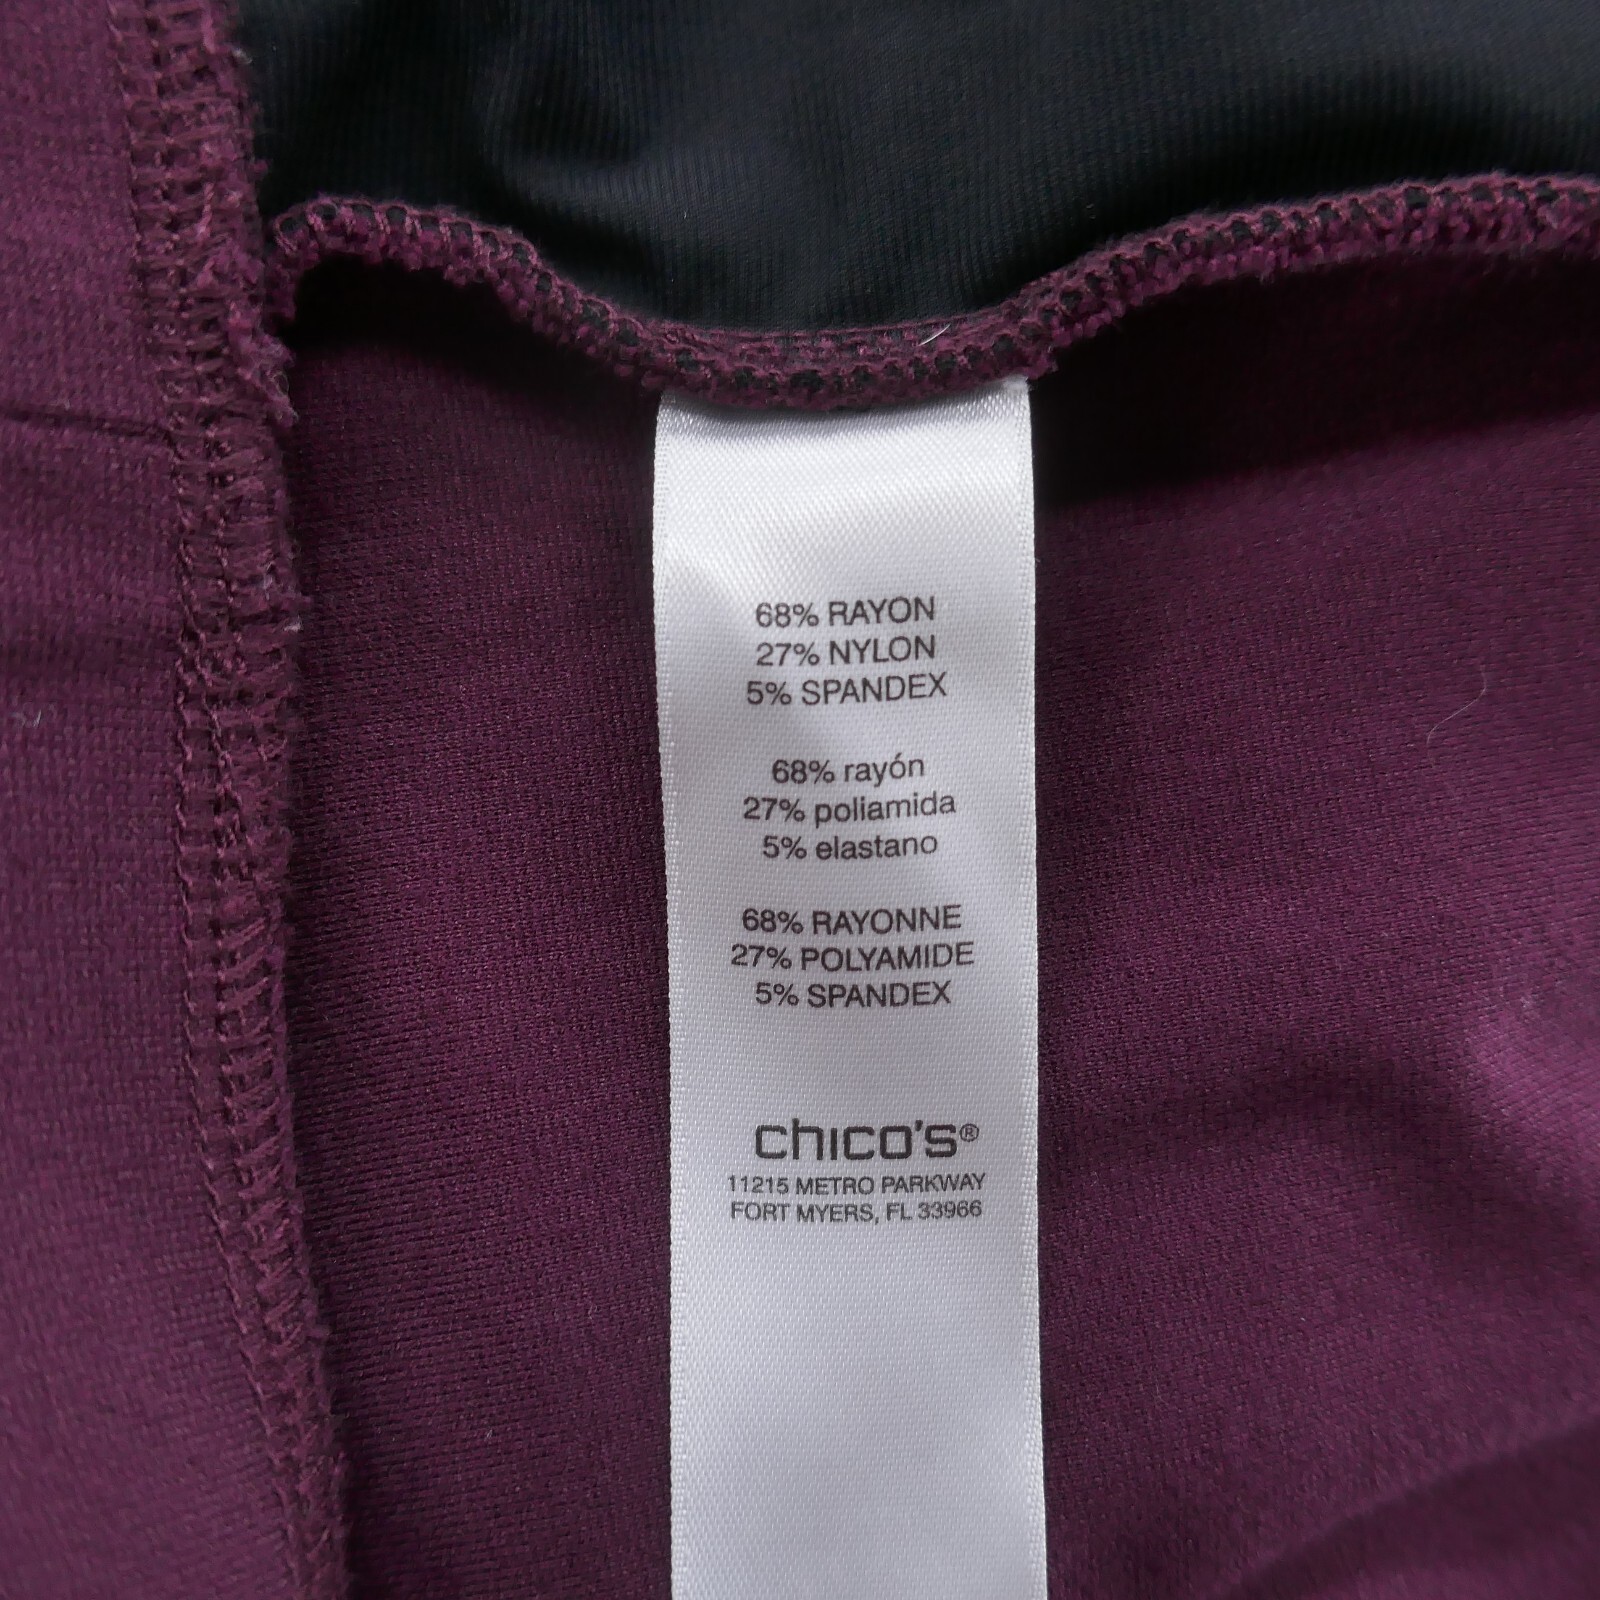 68% RAYON
27% NYLON
5% SPANDEX
68% rayón
27% poliamida
5% elastano
68% RAYONNE
27% POLYAMIDE
5% SPANDEX
chico's®
11215 METRO PARKWAY
FORT MYERS, FL 33966